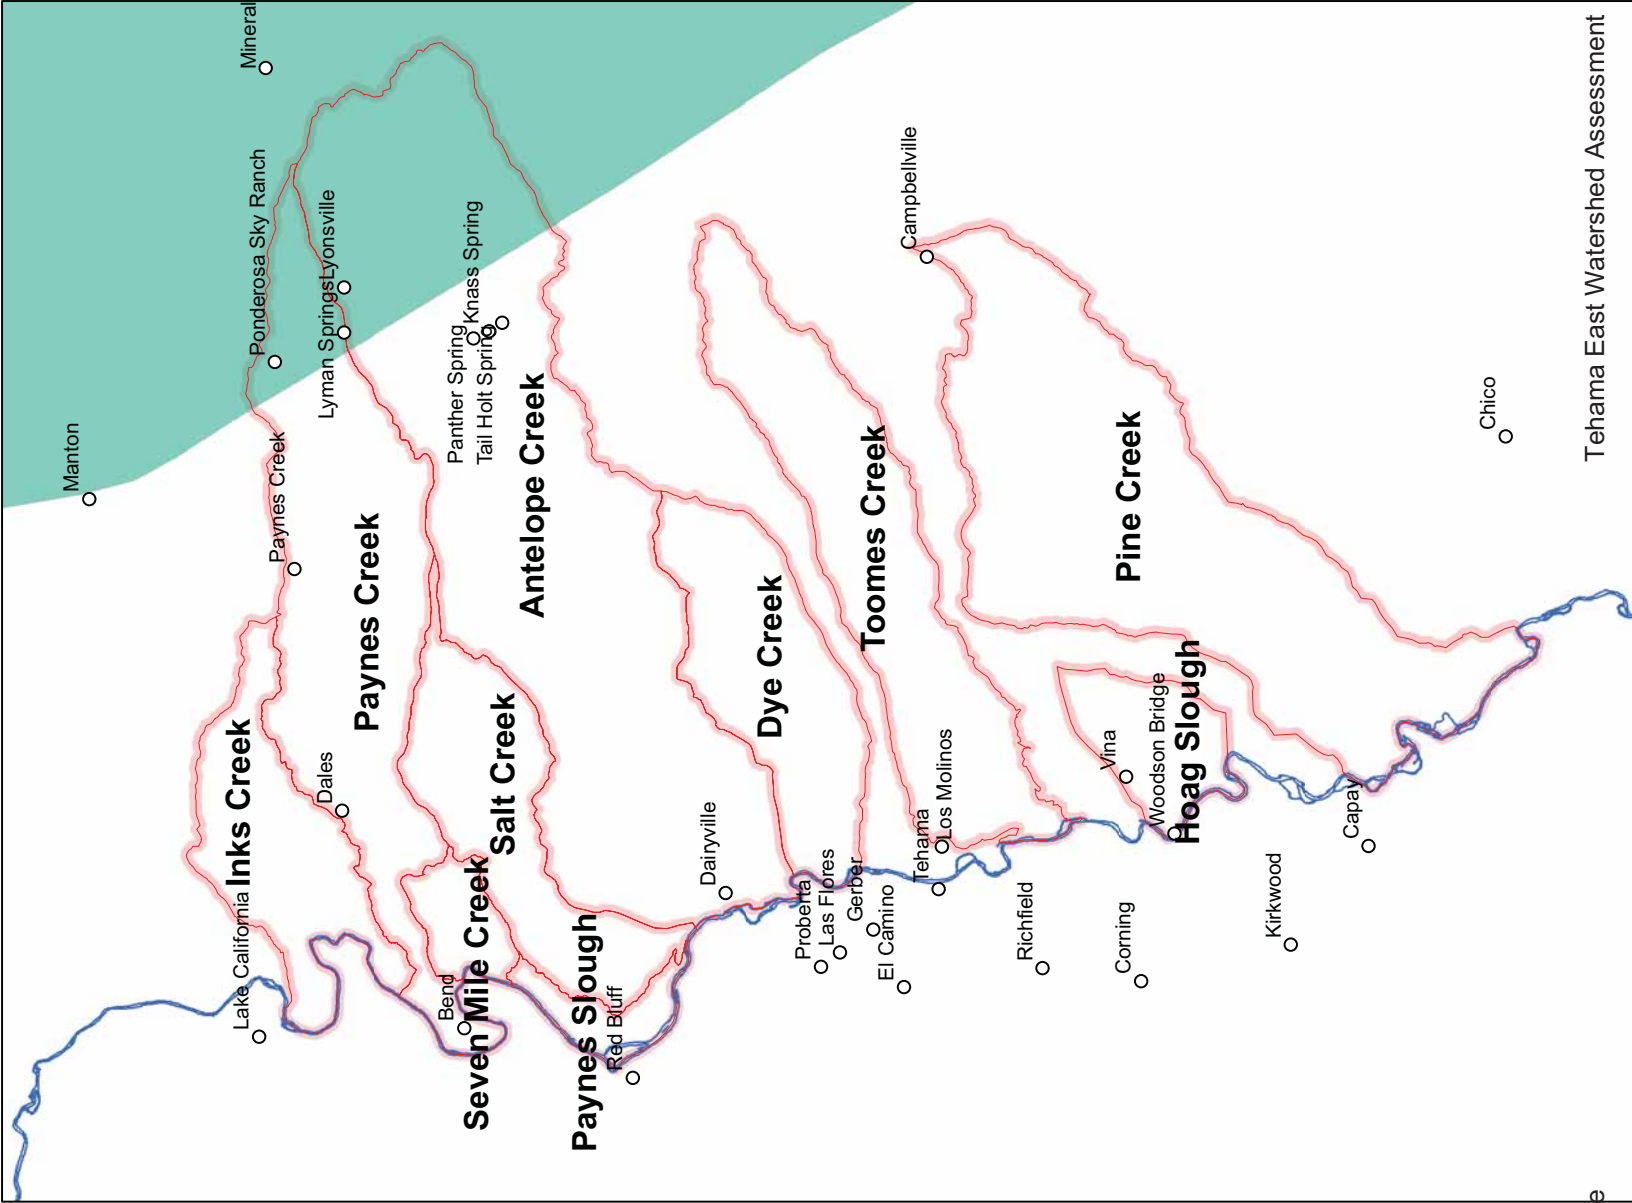 Mineral
Ponderosa Sky Ranch
Manton
Lyonsville
Lyman Springs
Knass Spring
Panther Spring
Tail Holt Spring
Campbellville
Paynes Creek
Paynes Creek
Antelope Creek
Chico
Toomes Creek
Pine Creek
Dye Creek
Inks Creek
Dales
Salt Creek
Dairyville
Los Molinos
Vina
Woodson Bridge
Hoag Slough
Capay
Lake California
Bend
Seven Mile Creek
Paynes Slough
Red Bluff
Proberta
Las Flores
Gerber
El Camino
Tehama
Richfield
Corning
Kirkwood
Tehama East Watershed Assessment
e